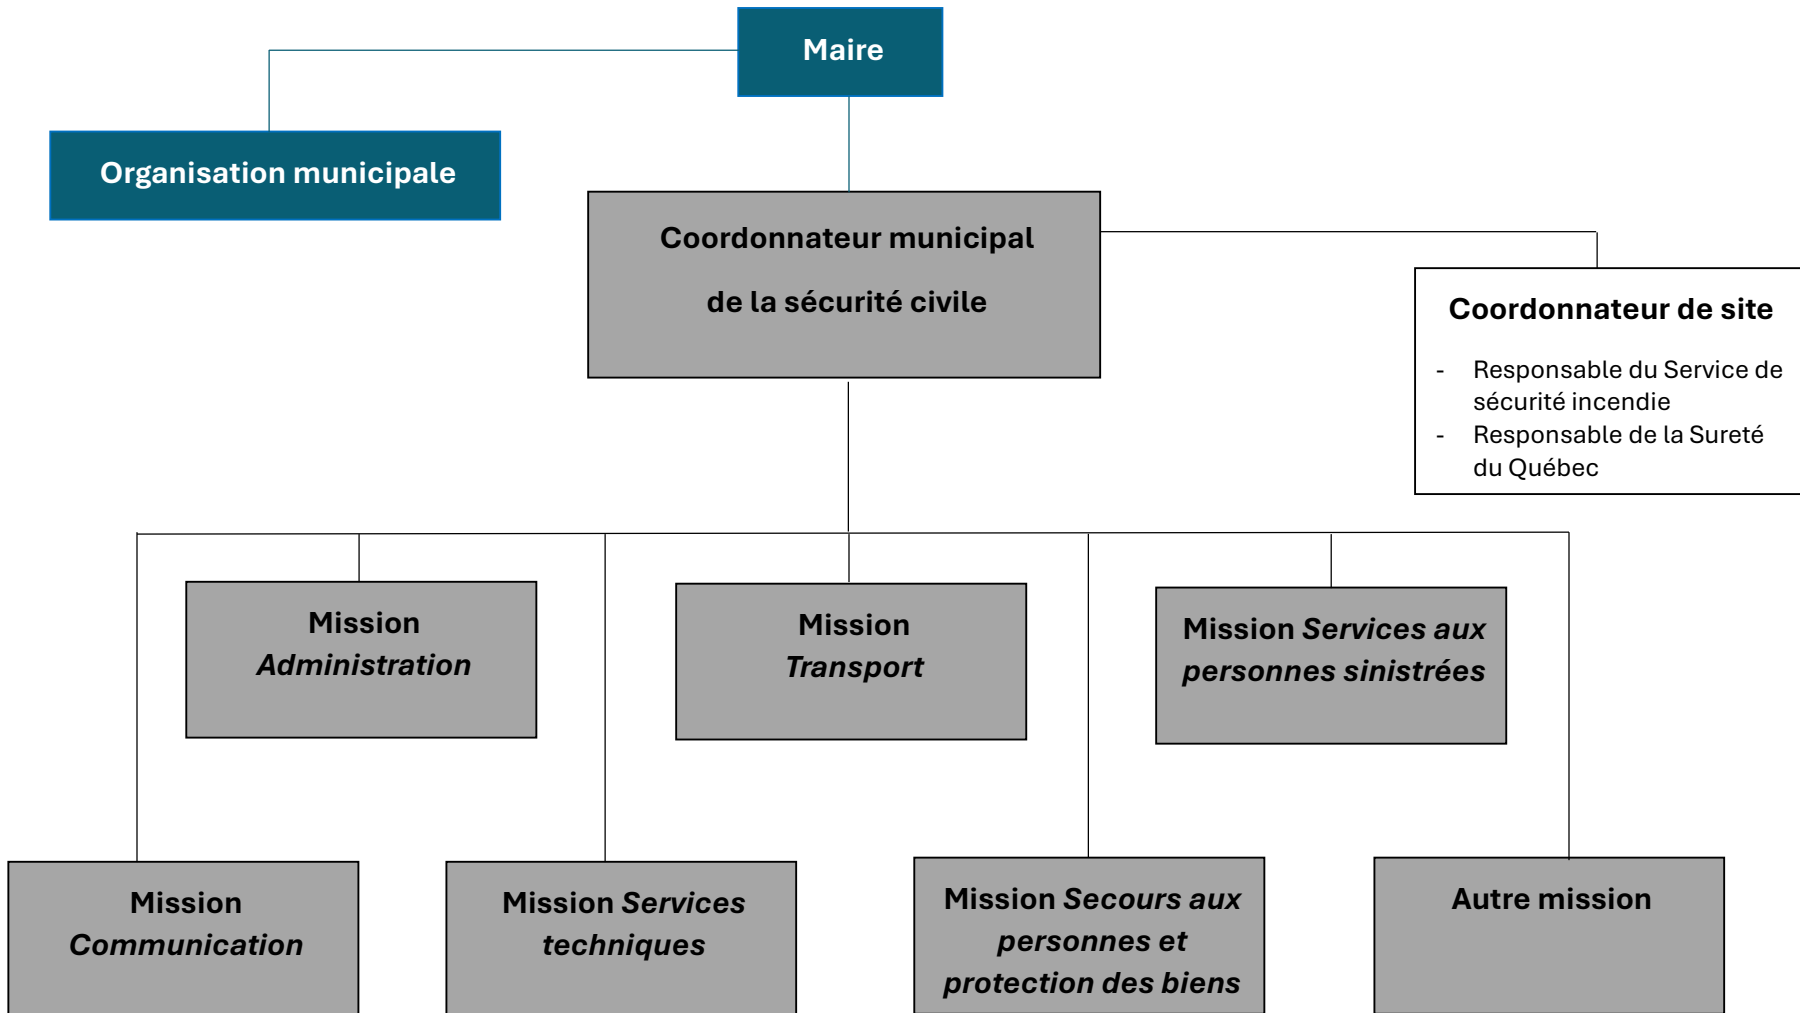 Maire
Organisation municipale
Coordonnateur municipal
de la sécurité civile
Coordonnateur de site
- Responsable du Service de
sécurité incendie
- Responsable de la Sureté
du Québec
Mission
Administration
Mission
Transport
Mission Services aux
personnes sinistrées
Mission
Communication
Mission Services
techniques
Mission Secours aux
personnes et
protection des biens
Autre mission